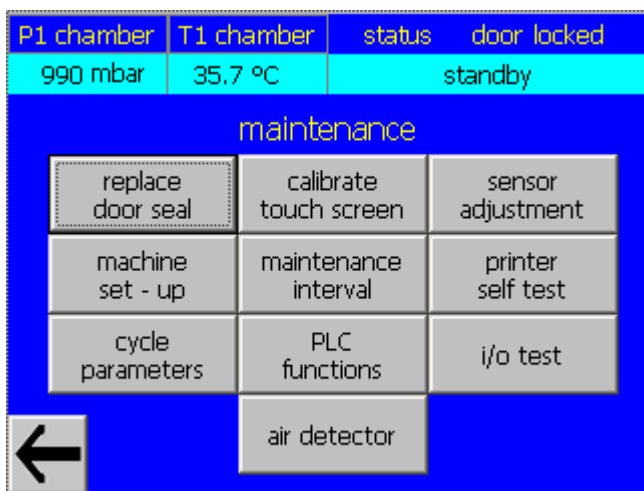 P1 chamber T1 chamber status door locked
990 mbar 35.7 ºC standby
maintenance
replace
door seal
calibrate
touch screen
sensor
adjustment
machine
set - up
maintenance
interval
printer
self test
cycle
parameters
PLC
functions
i/o test
air detector